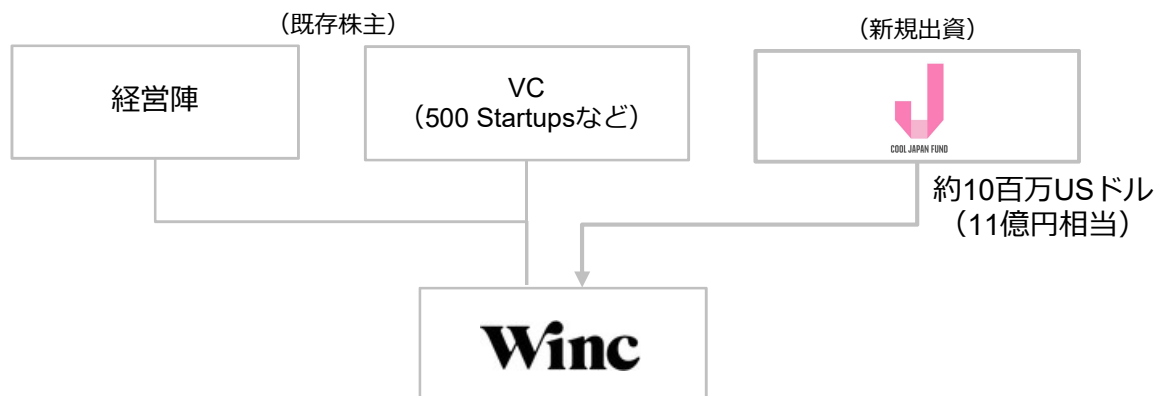 （既存株主）
（新規出資）
経営陣
VC
（500 Startupsなど）
COOL JAPAN FUND
約10百万USドル
（11億円相当）
Winc